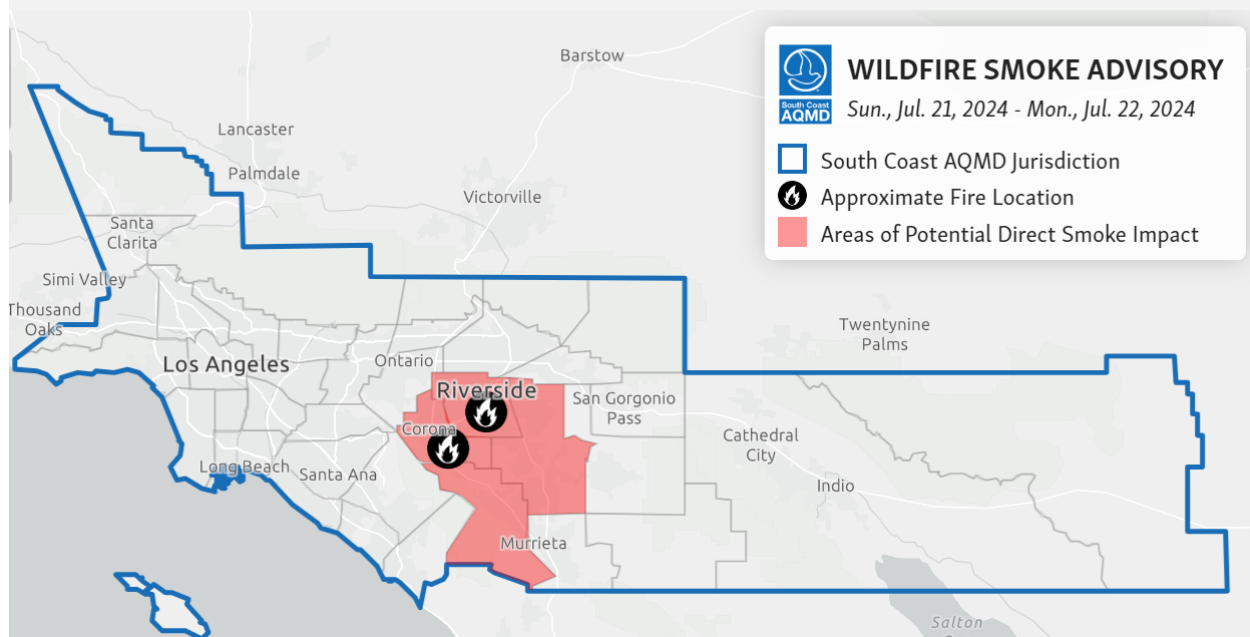 WILDFIRE SMOKE ADVISORY
South Coast
AQMD
Sun., Jul. 21, 2024 - Mon., Jul. 22, 2024
South Coast AQMD Jurisdiction
Approximate Fire Location
Areas of Potential Direct Smoke Impact
Barstow
Lancaster
Palmdale
Victorville
Santa
Clarita
Simi Valley
Thousand
Oaks
Twentynine
Palms
Los Angeles
Ontario
Riverside
San Gorgonio
Pass
Corona
Cathedral
City
Long Beach
Santa Ana
Indio
Murrieta
Salton